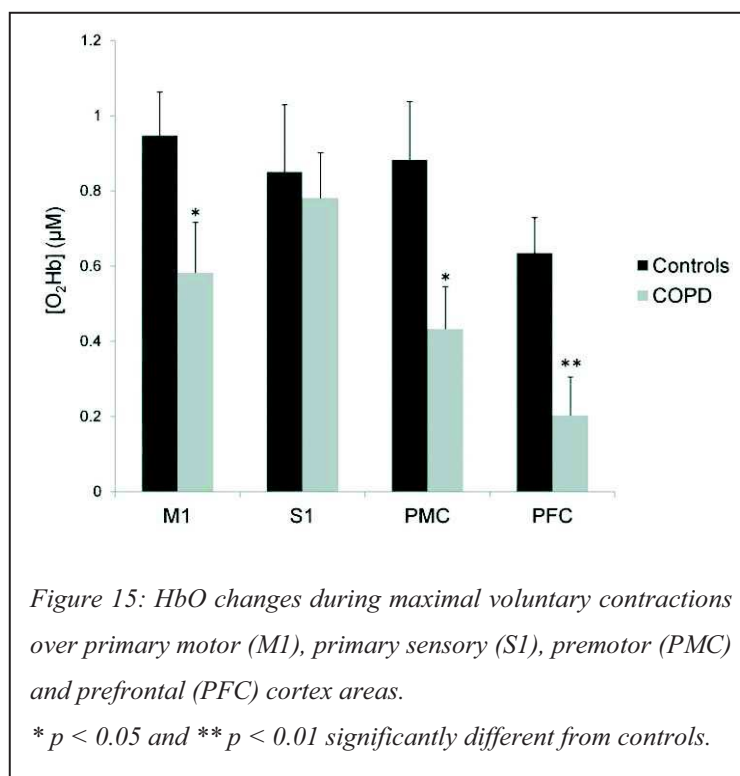 1.2
1
0.8
0.6
0.4
0.2
0
[O₂Hb] (µM)
*
*
**
M1 S1 PMC PFC
Controls
COPD
Figure 15: HbO changes during maximal voluntary contractions
over primary motor (M1), primary sensory (S1), premotor (PMC)
and prefrontal (PFC) cortex areas.
* p < 0.05 and ** p < 0.01 significantly different from controls.